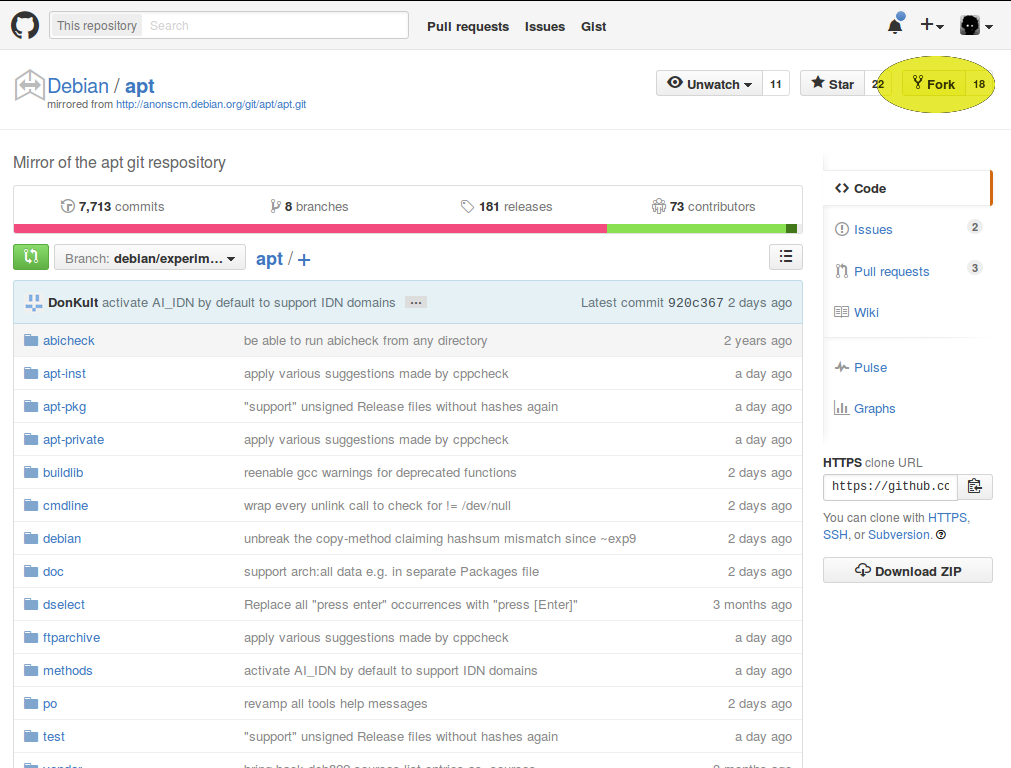 This repository Search Pull requests Issues Gist
Debian / apt
mirrored from http://anonscm.debian.org/git/apt/apt.git
Unwatch 11 Star 22 Fork 18
Mirror of the apt git respository
7,713 commits 8 branches 181 releases 73 contributors
Branch: debian/experim... apt / +
DonKult activate AI_IDN by default to support IDN domains ... Latest commit 920c367 2 days ago
abicheck be able to run abicheck from any directory 2 years ago
apt-inst apply various suggestions made by cppcheck a day ago
apt-pkg "support" unsigned Release files without hashes again a day ago
apt-private apply various suggestions made by cppcheck a day ago
buildlib reenable gcc warnings for deprecated functions 2 days ago
cmdline wrap every unlink call to check for != /dev/null 2 days ago
debian unbreak the copy-method claiming hashsum mismatch since ~exp9 2 days ago
doc support arch:all data e.g. in separate Packages file 2 days ago
dselect Replace all "press enter" occurrences with "press [Enter]" 3 months ago
ftparchive apply various suggestions made by cppcheck a day ago
methods activate AI_IDN by default to support IDN domains a day ago
po revamp all tools help messages 2 days ago
test "support" unsigned Release files without hashes again a day ago
Code
Issues 2
Pull requests 3
Wiki
Pulse
Graphs
HTTPS clone URL
https://github.cc
You can clone with HTTPS,
SSH, or Subversion.
Download ZIP